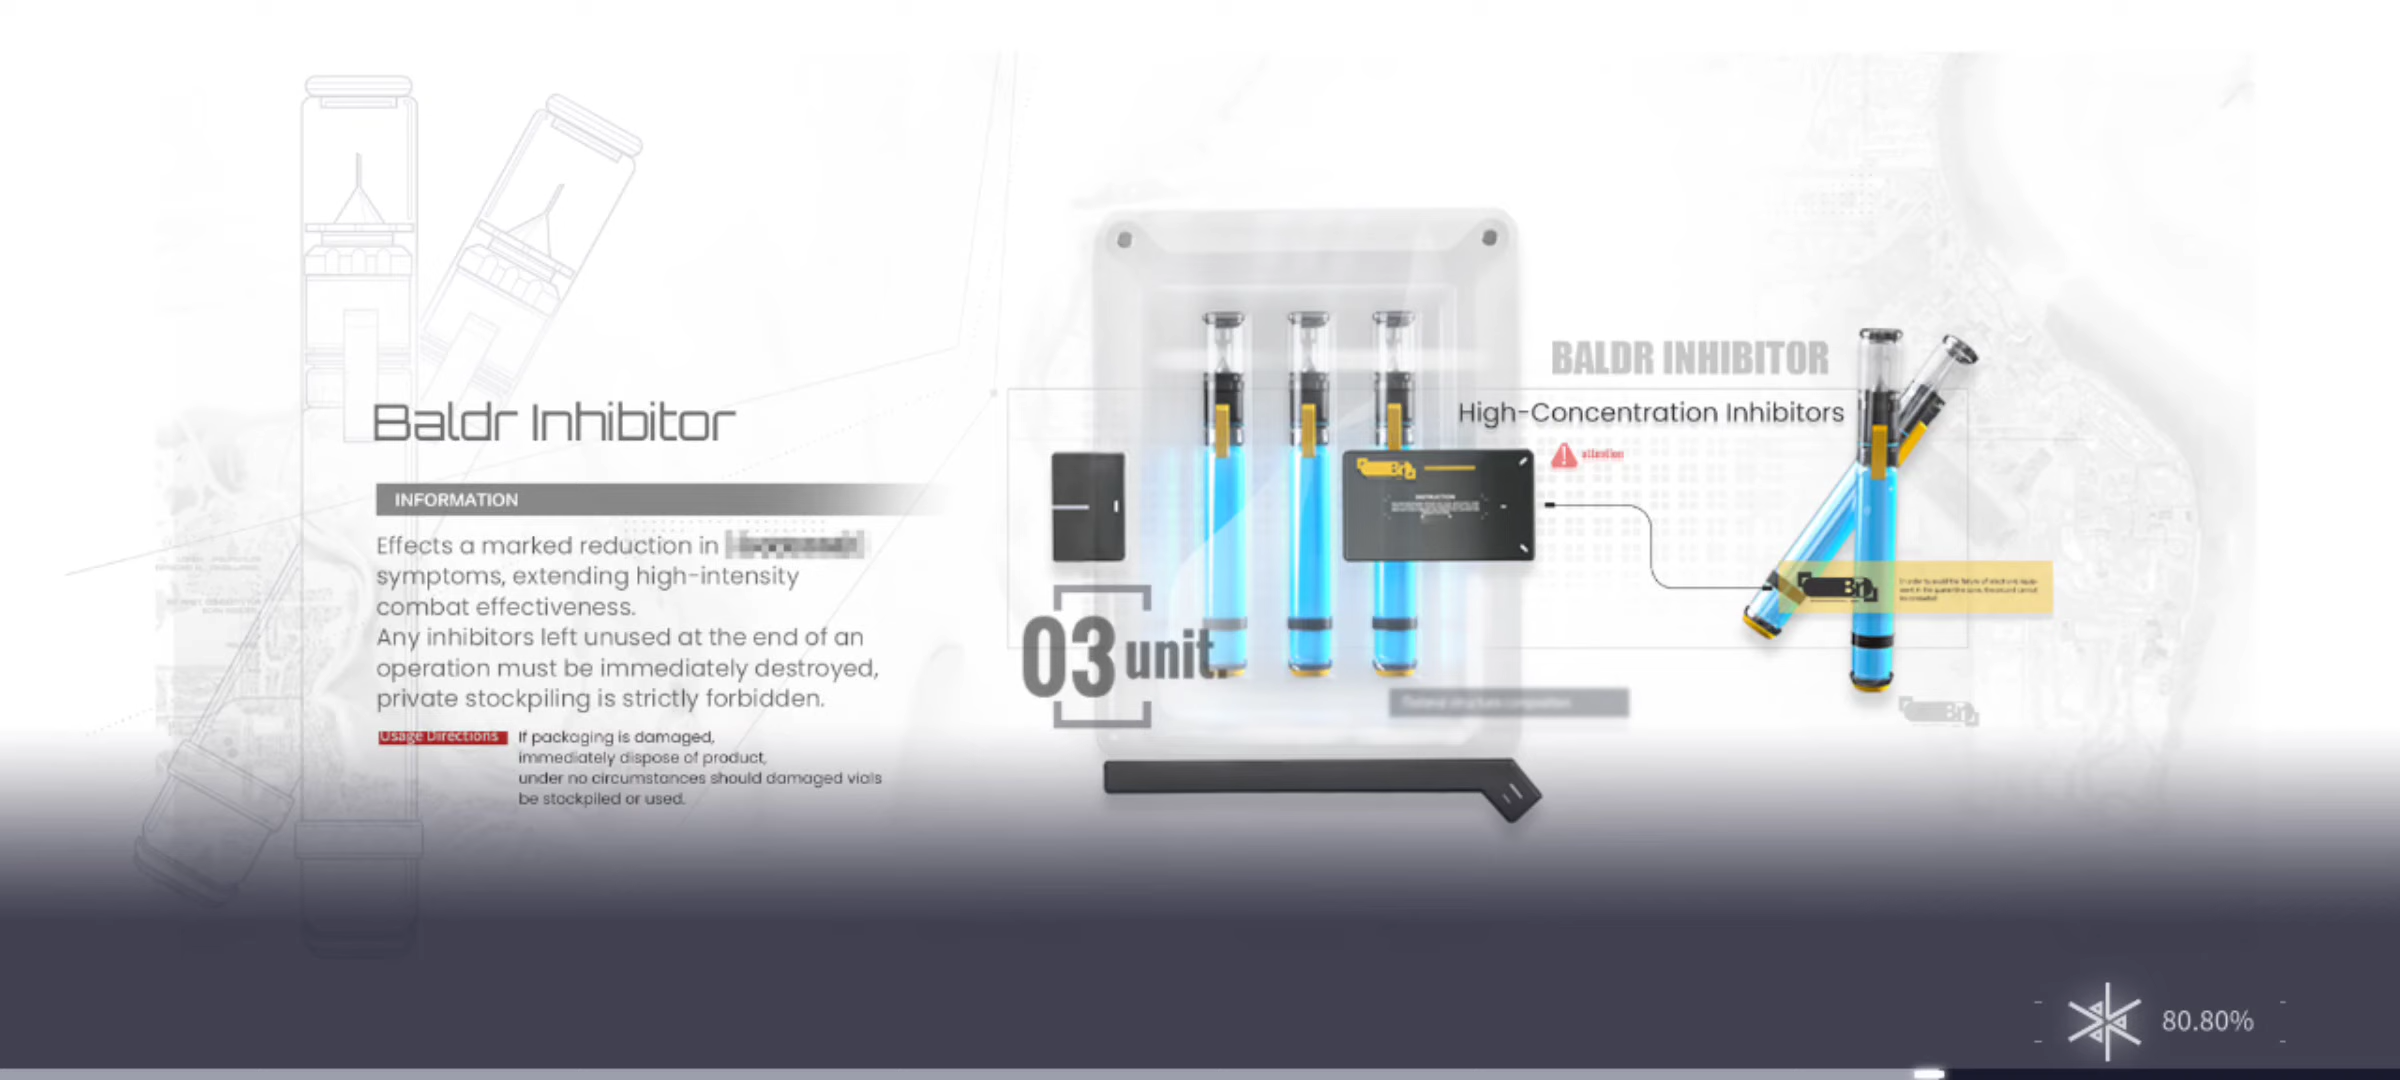 Baldr Inhibitor
INFORMATION
Effects a marked reduction in
symptoms, extending high-intensity
combat effectiveness.
Any inhibitors left unused at the end of an
operation must be immediately destroyed,
private stockpiling is strictly forbidden.
Usage Directions
If packaging is damaged,
immediately dispose of product,
under no circumstances should damaged vials
be stockpiled or used.
03 unit
BALDR INHIBITOR
High-Concentration Inhibitors
attention
INSTRUCTION
80.80%